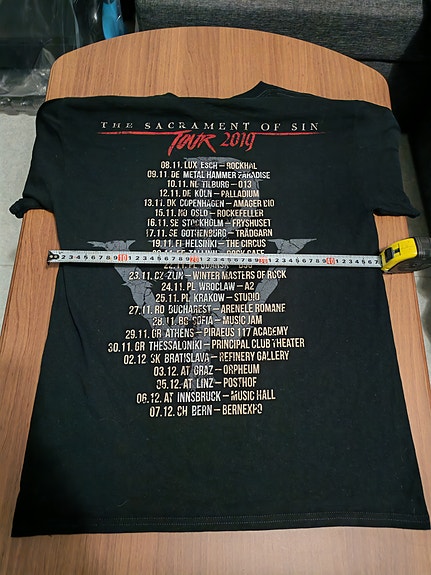 THE SACRAMENT OF SIN
TOUR 2019
08.11. LUX ESCH – ROCKHAL
09.11. DE METAL HAMMER PARADISE
10.11. NL TILBURG – 013
12.11. DE KÖLN – PALLADIUM
13.11. DK COPENHAGEN – AMAGER BIO
15.11. NO OSLO – ROCKEFELLER
16.11. SE STOCKHOLM – FRYSHUSET
17.11. SE GOTHENBURG – TRÄDGARN
19.11. FI HELSINKI – THE CIRCUS
22.11. PL GDANSK –
23.11. CZ ZLIN – WINTER MASTERS OF ROCK
24.11. PL WROCLAW – A2
25.11. PL KRAKOW – STUDIO
27.11. RO BUCHAREST – ARENELE ROMANE
28.11. BG SOFIA – MUSIC JAM
29.11. GR ATHENS – PIRAEUS 117 ACADEMY
30.11. GR THESSALONIKI – PRINCIPAL CLUB THEATER
02.12. SK BRATISLAVA – REFINERY GALLERY
03.12. AT GRAZ – ORPHEUM
05.12. AT LINZ – POSTHOF
06.12. AT INNSBRUCK – MUSIC HALL
07.12. CH BERN – BERNEXPO